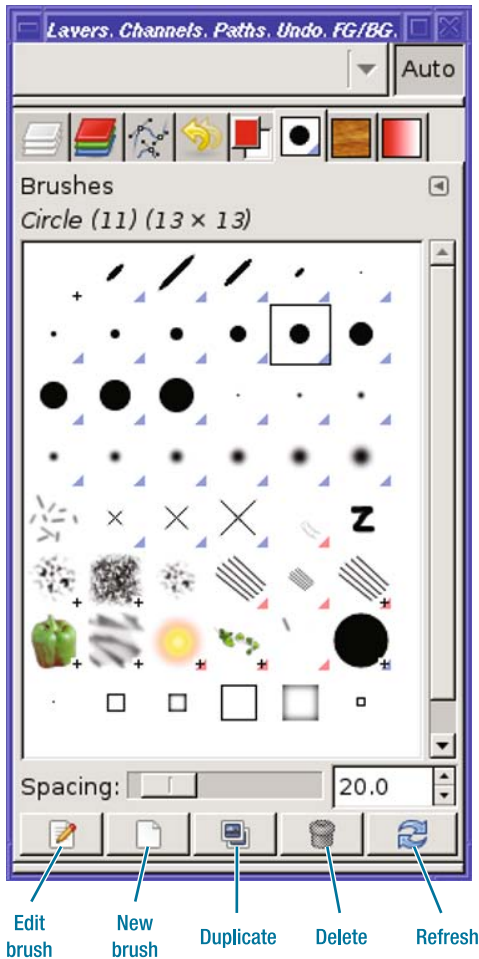 Layers, Channels, Paths, Undo, FG/BG,
Auto
Brushes
Circle (11) (13 × 13)
Spacing:
20.0
Edit brush
New brush
Duplicate
Delete
Refresh